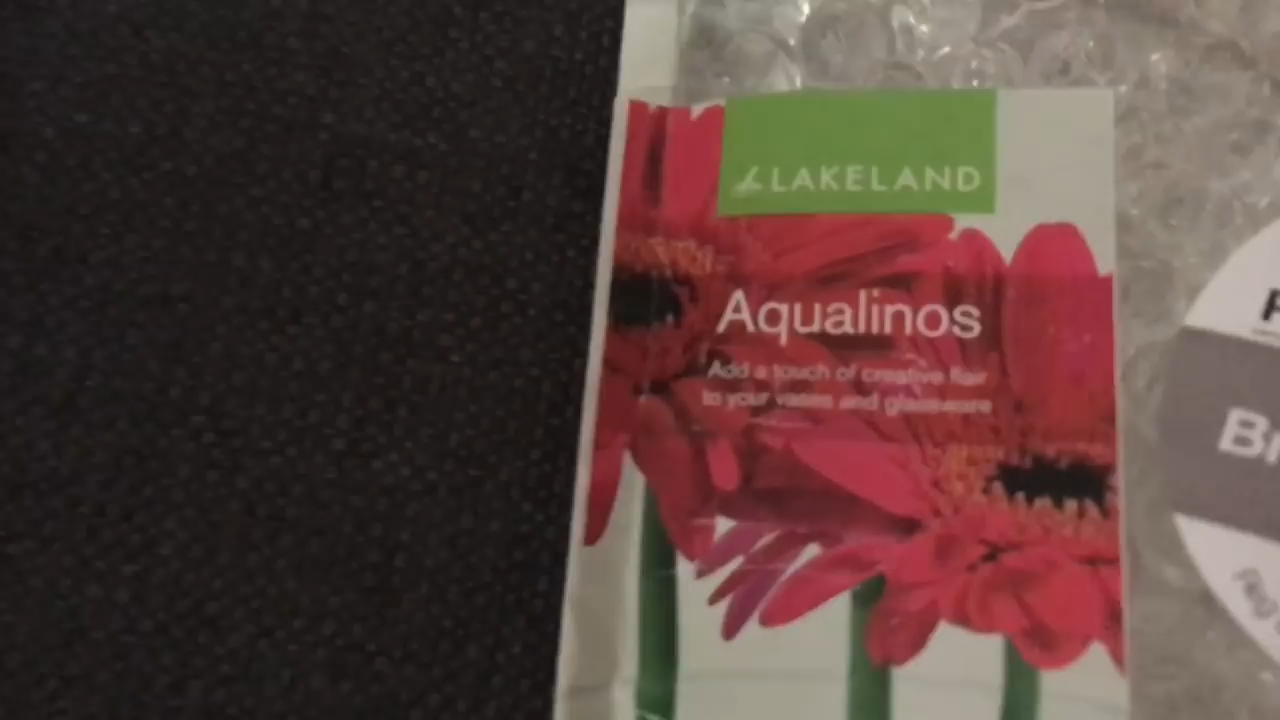 LAKELAND
Aqualinos
Add a touch of creative flair
to your vases and glassware